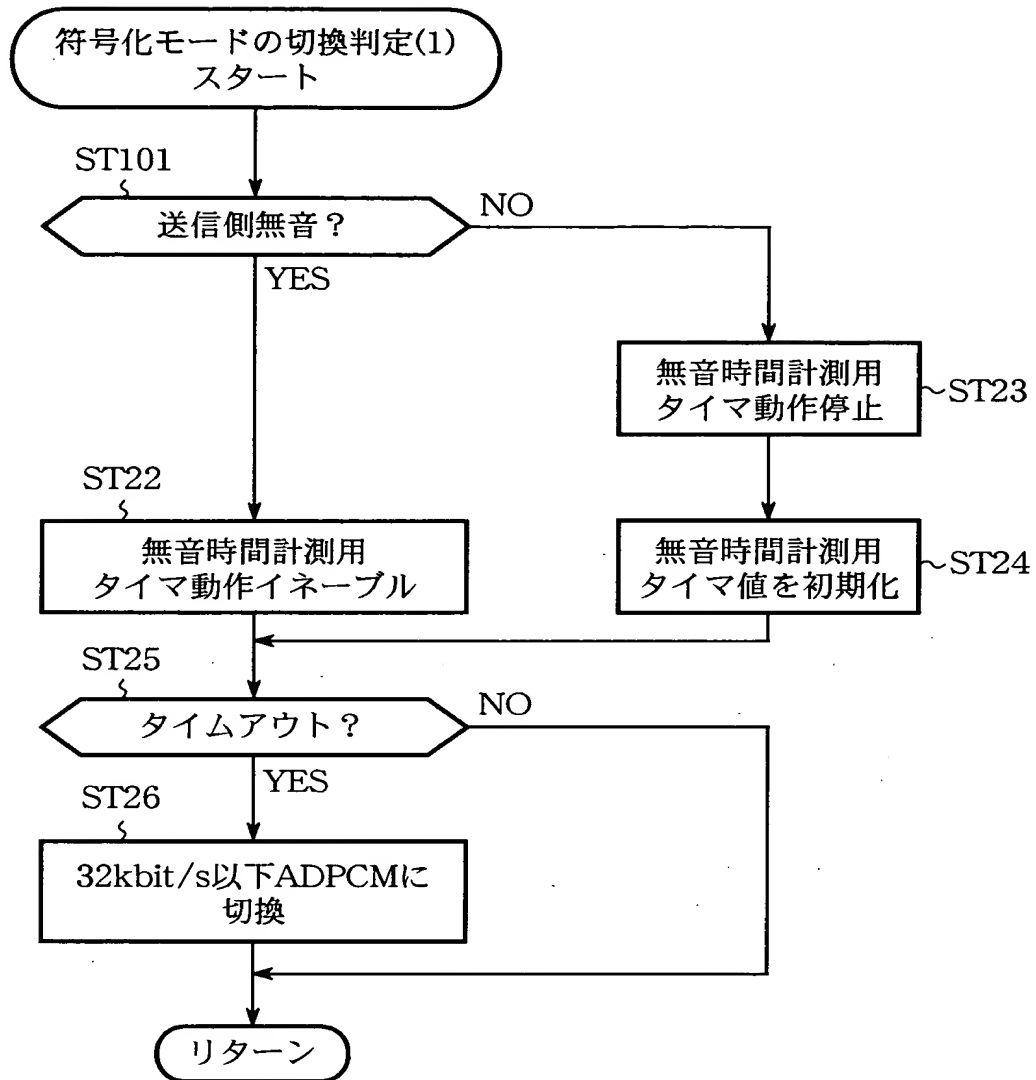 符号化モードの切換判定(1)
スタート
ST101
送信側無音?
NO
YES
無音時間計測用
タイマ動作停止
ST23
ST22
無音時間計測用
タイマ動作イネーブル
無音時間計測用
タイマ値を初期化
ST24
ST25
タイムアウト?
NO
YES
ST26
32kbit/s以下ADPCMに
切換
リターン